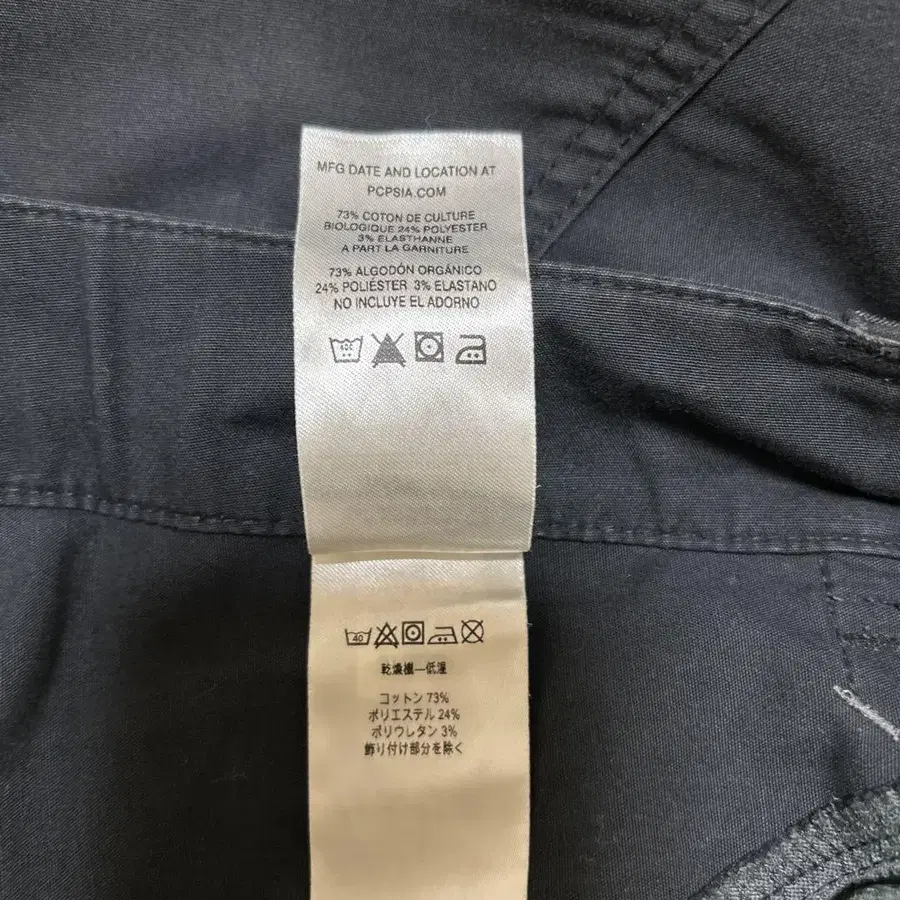 MFG DATE AND LOCATION AT
PCPSIA.COM
73% COTON DE CULTURE
BIOLOGIQUE 24% POLYESTER
3% ELASTHANNE
A PART LA GARNITURE
73% ALGODÓN ORGÁNICO
24% POLIÉSTER 3% ELASTANO
NO INCLUYE EL ADORNO
40C
40
乾燥機―低温
コットン 73%
ポリエステル 24%
ポリウレタン 3%
飾り付け部分を除く